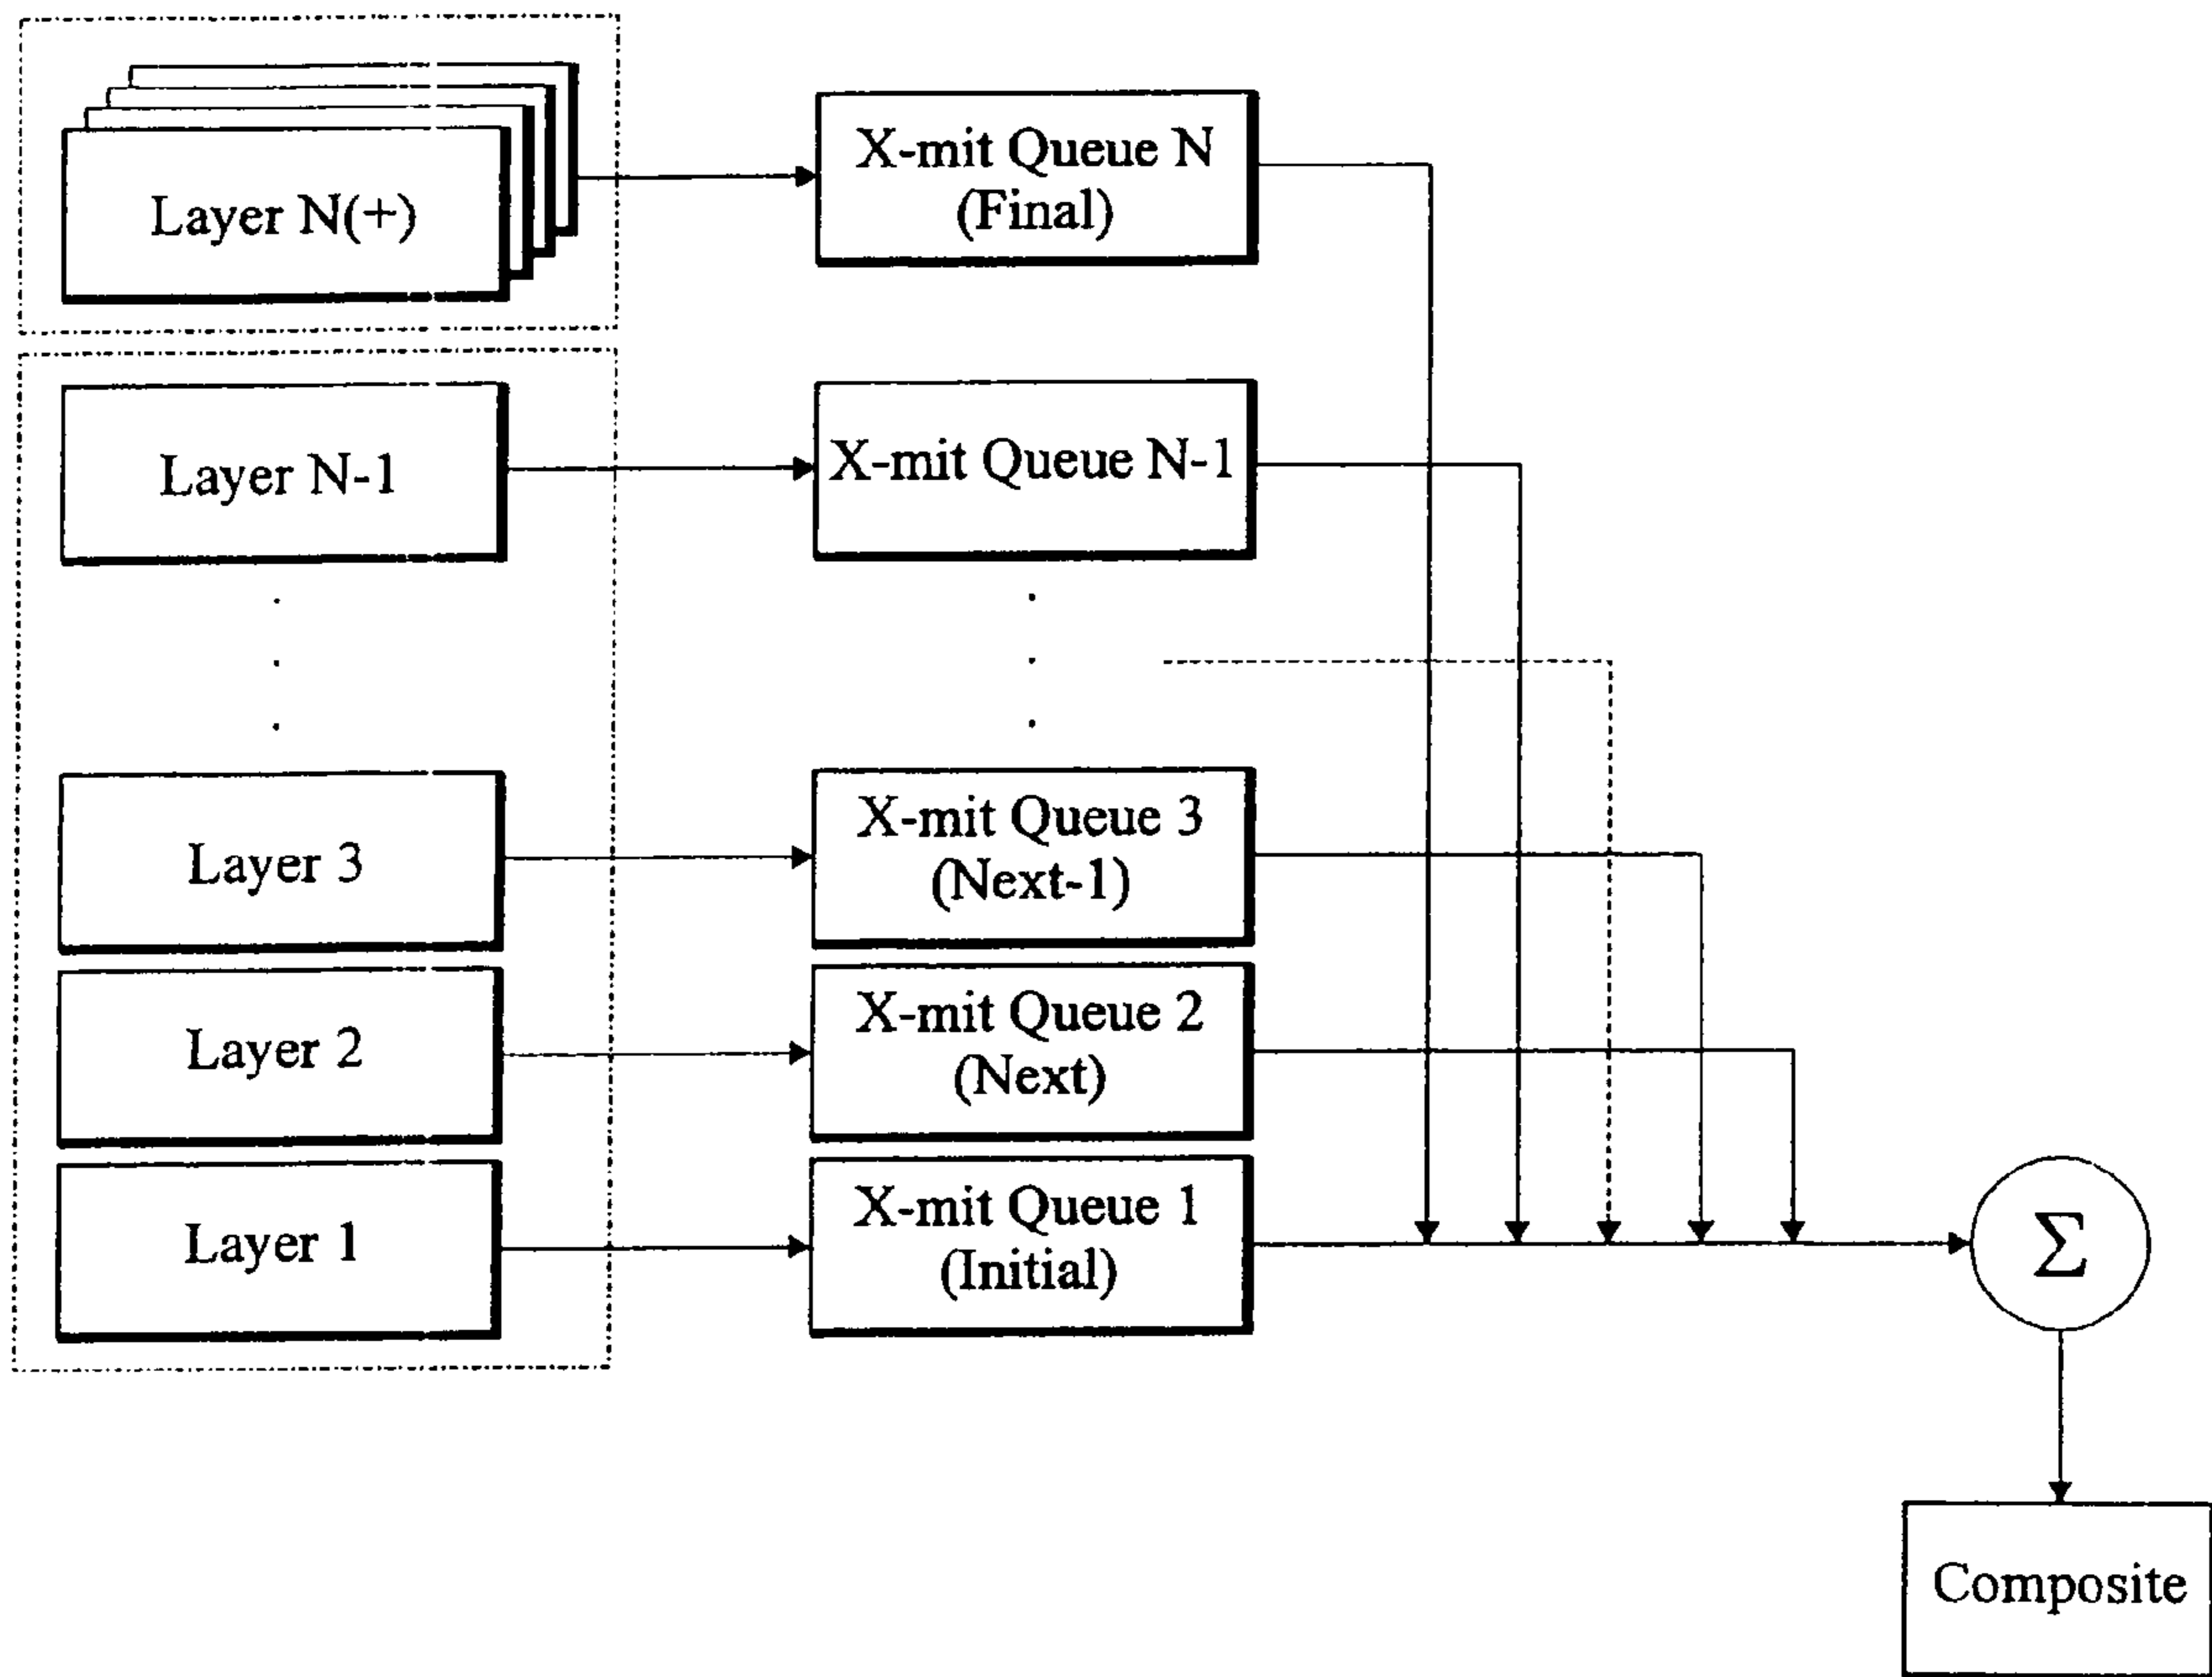 Layer N(+)
X-mit Queue N
(Final)
Layer N-1
X-mit Queue N-1
Layer 3
X-mit Queue 3
(Next-1)
Layer 2
X-mit Queue 2
(Next)
Layer 1
X-mit Queue 1
(Initial)
Σ
Composite